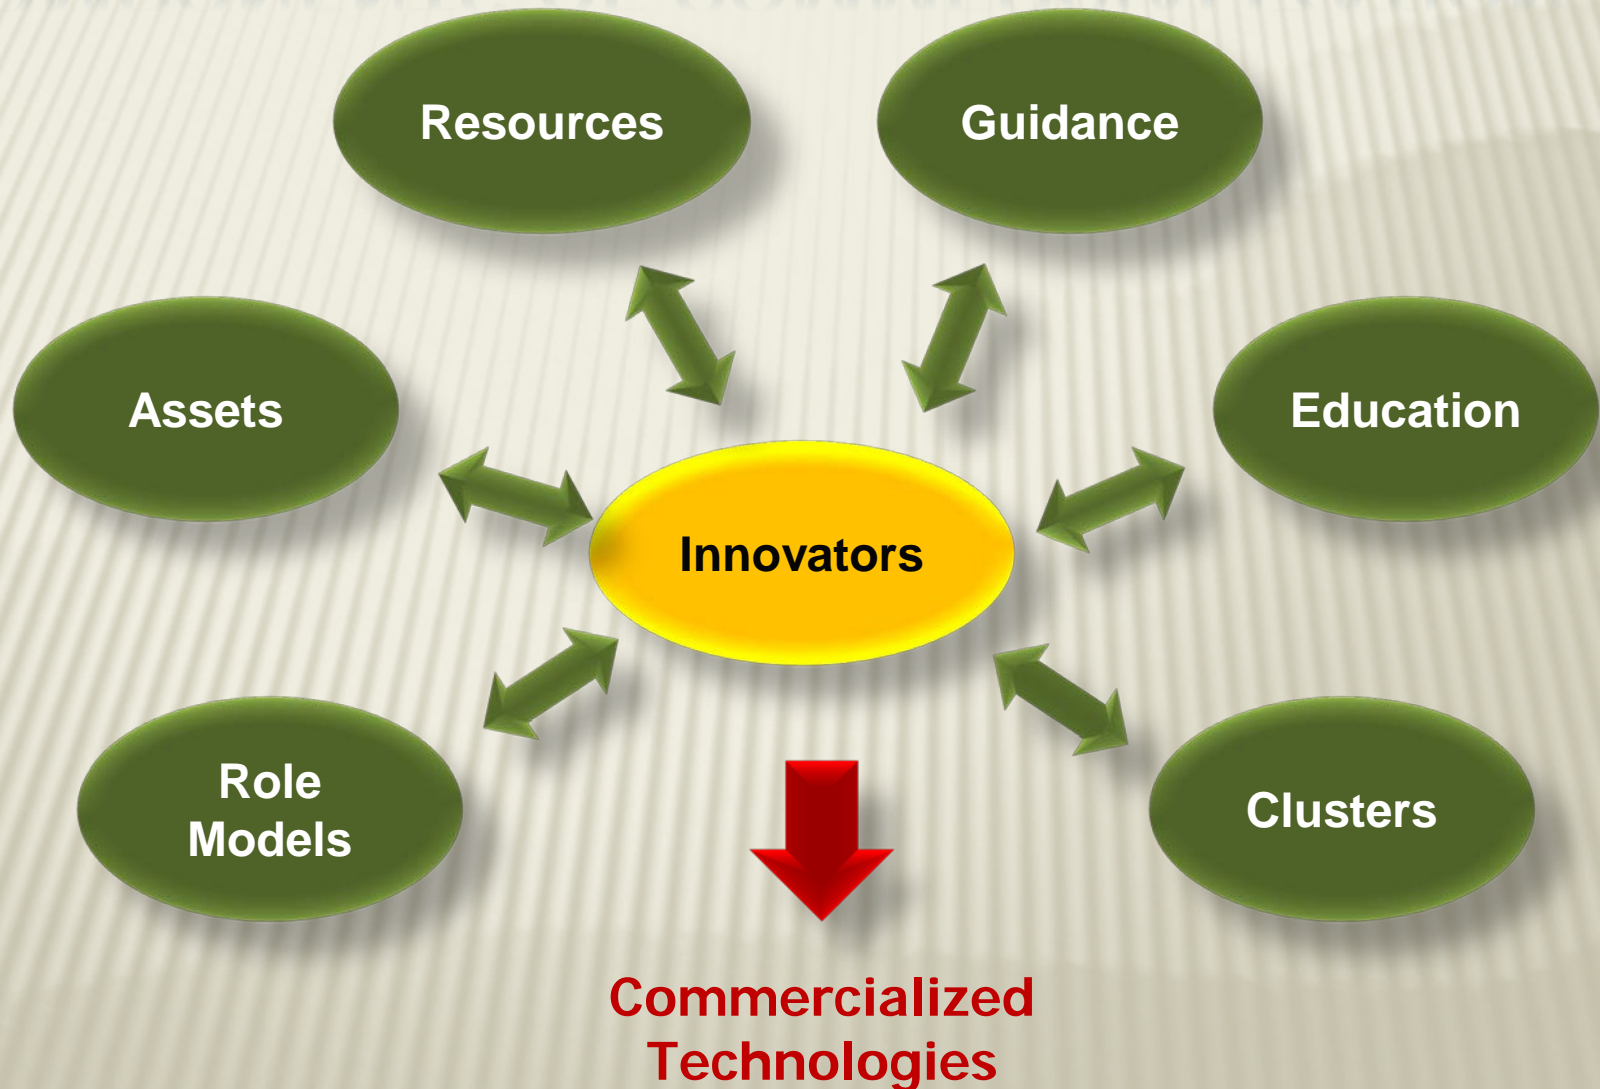 Resources
Guidance
Assets
Education
Innovators
Role
Models
Clusters
Commercialized
Technologies